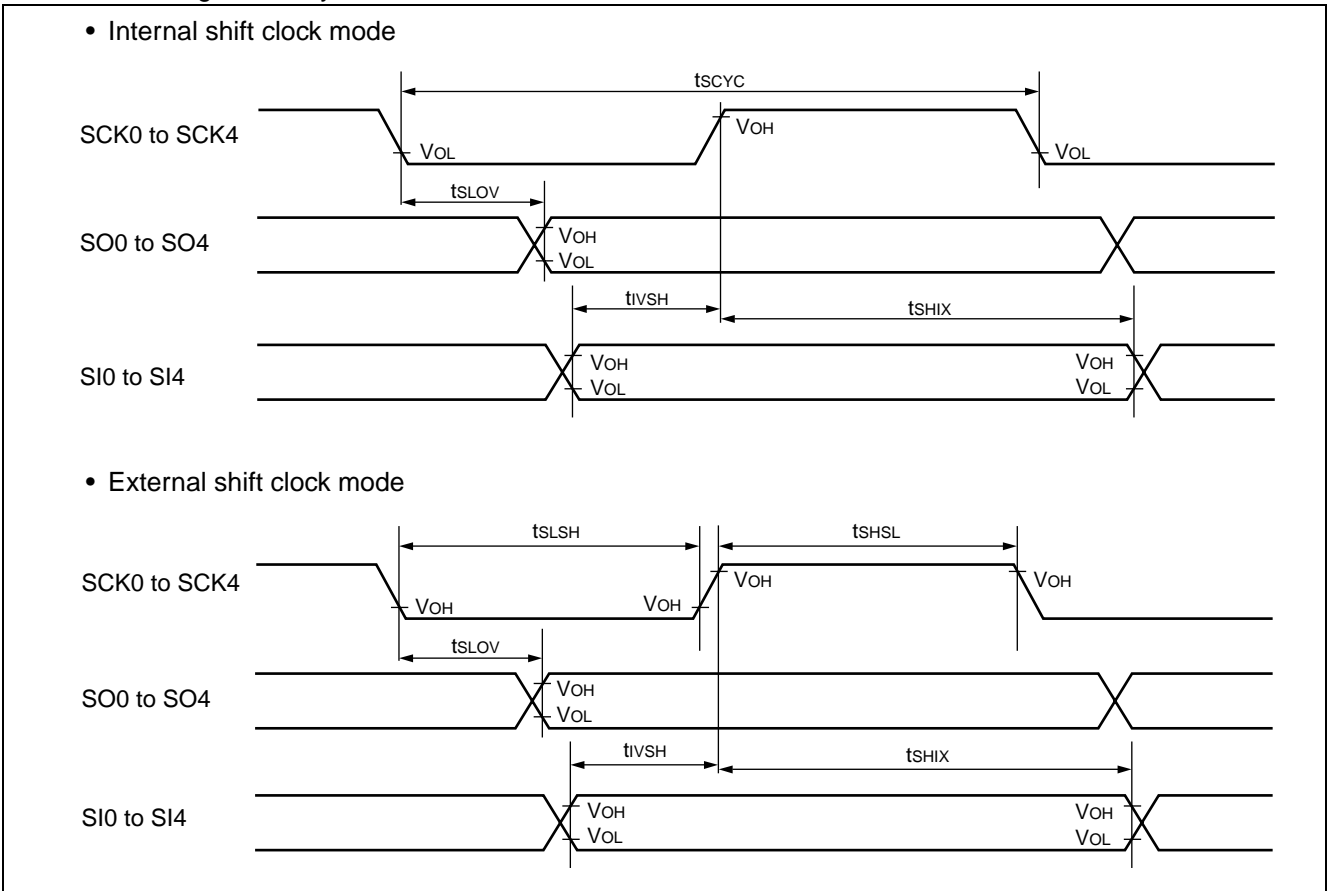 • Internal shift clock mode
tSCYC
SCK0 to SCK4
VOL
VOH
VOL
tSLOV
SO0 to SO4
VOH
VOL
tIVSH
tSHIX
SI0 to SI4
VOH
VOL
VOH
VOL
• External shift clock mode
tSLSH
tSHSL
SCK0 to SCK4
VOH
VOH
VOH
VOH
tSLOV
SO0 to SO4
VOH
VOL
tIVSH
tSHIX
SI0 to SI4
VOH
VOL
VOH
VOL